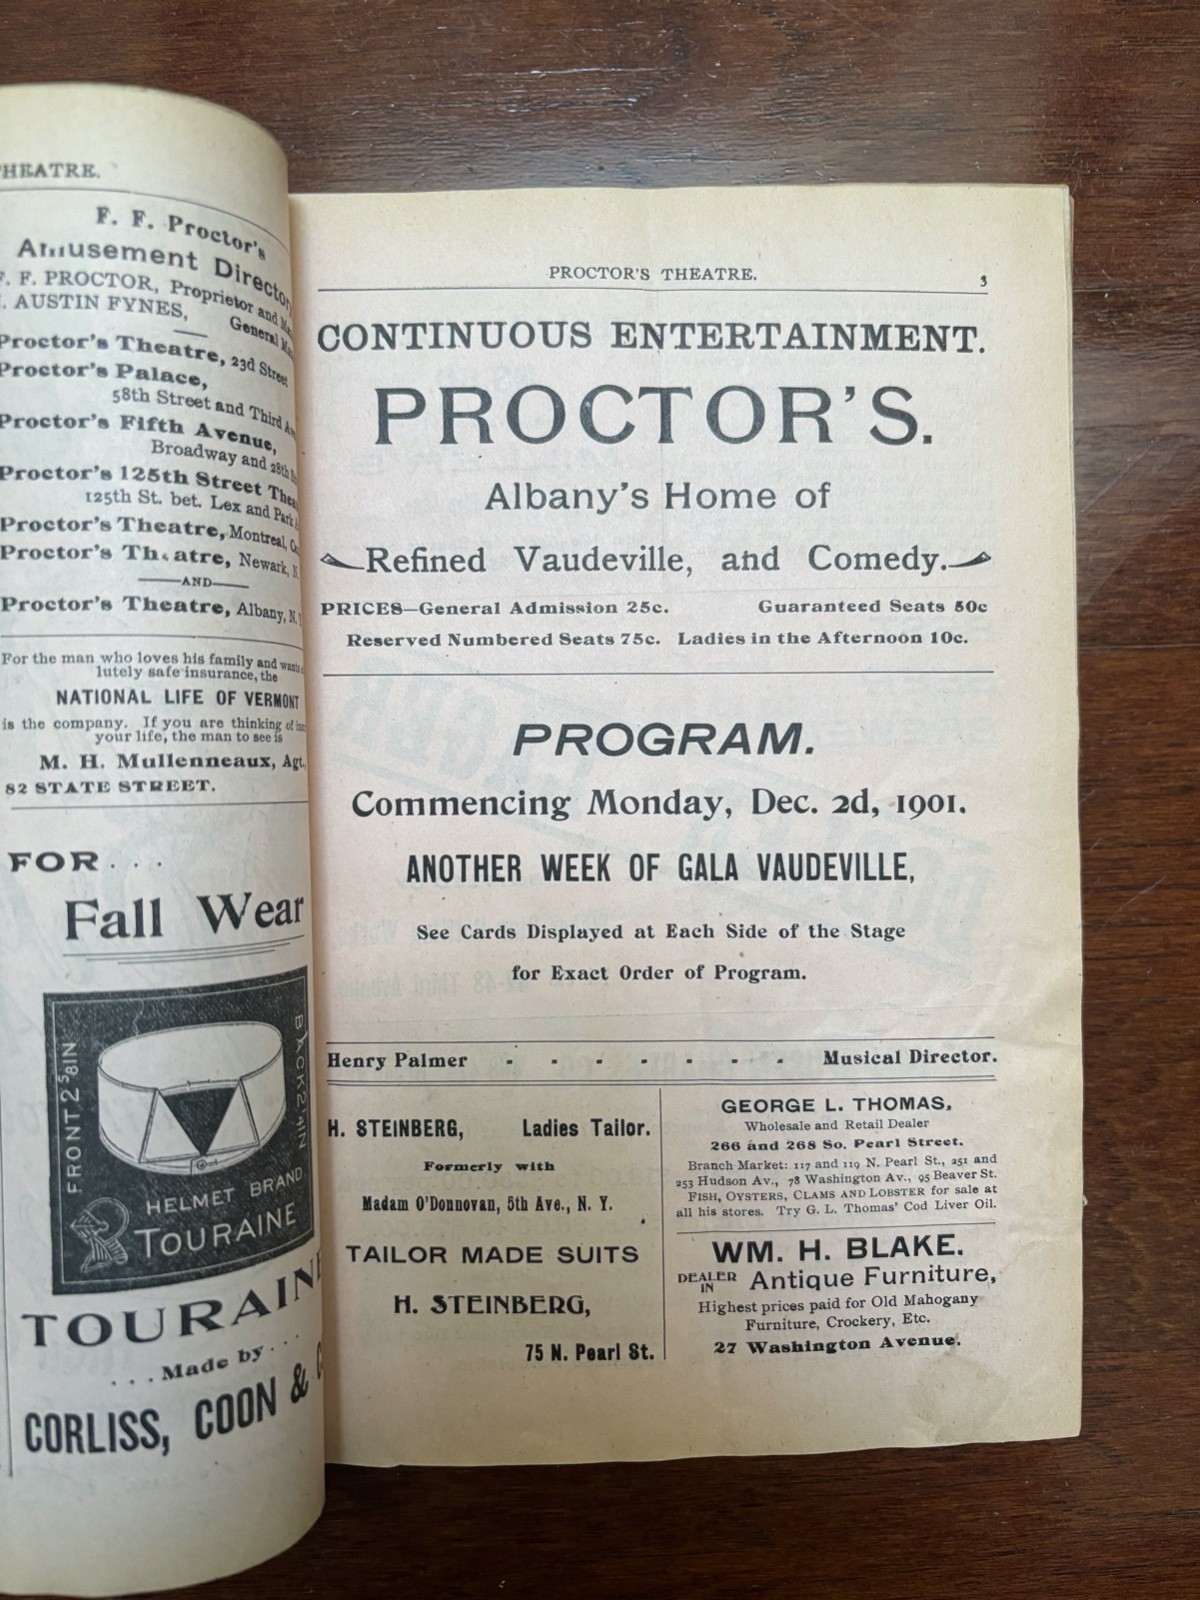 THEATRE.
F. F. Proctor's
Amusement Directory
F. F. PROCTOR, Proprietor and
AUSTIN FYNES,
General
Proctor's Theatre, 23d Street
Proctor's Palace,
58th Street and Third
Proctor's Fifth Avenue,
Broadway and 28th
Proctor's 125th Street
125th St. bet. Lex and Park
Proctor's Theatre, Montreal,
Proctor's Theatre, Newark,
AND
Proctor's Theatre, Albany, N.
For the man who loves his family and
lutely safe insurance, the
NATIONAL LIFE OF VERMONT
is the company. If you are thinking of
your life, the man to see is
M. H. Mullenneaux, Agt.
82 STATE STREET.
FOR...
Fall Wear
FRONT 2 5/8 IN
BACK 2 1/4 IN
HELMET BRAND
TOURAINE
TOURAINE
...Made by...
CORLISS, COON &
PROCTOR'S THEATRE. 3
CONTINUOUS ENTERTAINMENT.
PROCTOR'S.
Albany's Home of
Refined Vaudeville, and Comedy.
PRICES—General Admission 25c. Guaranteed Seats 50c
Reserved Numbered Seats 75c. Ladies in the Afternoon 10c.
PROGRAM.
Commencing Monday, Dec. 2d, 1901.
ANOTHER WEEK OF GALA VAUDEVILLE,
See Cards Displayed at Each Side of the Stage
for Exact Order of Program.
Henry Palmer - - - - - - - Musical Director.
H. STEINBERG, Ladies Tailor.
Formerly with
Madam O'Donnovan, 5th Ave., N. Y.
TAILOR MADE SUITS
H. STEINBERG,
75 N. Pearl St.
GEORGE L. THOMAS,
Wholesale and Retail Dealer
266 and 268 So. Pearl Street.
Branch Market: 117 and 119 N. Pearl St., 251 and
253 Hudson Av., 78 Washington Av., 95 Beaver St.
FISH, OYSTERS, CLAMS AND LOBSTER for sale at
all his stores. Try G. L. Thomas' Cod Liver Oil.
WM. H. BLAKE.
DEALER IN Antique Furniture,
Highest prices paid for Old Mahogany
Furniture, Crockery, Etc.
27 Washington Avenue.